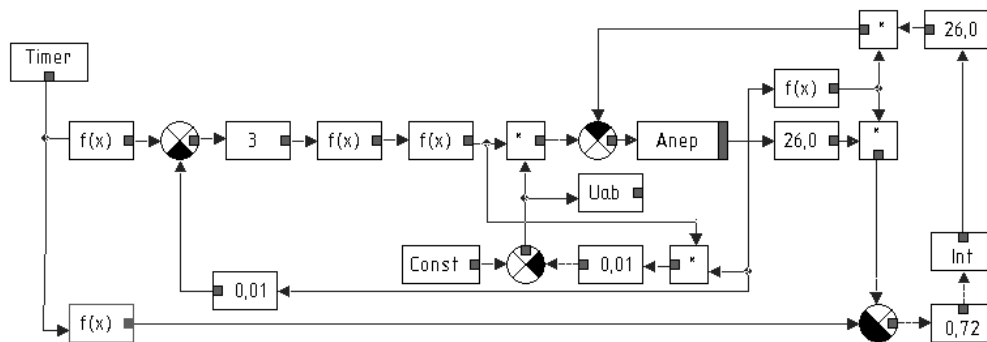 * 26,0
Timer
f(x)
f(x) 3 f(x) f(x) * Aпер 26,0 *
Uab
Const 0,01 * Int
0,01
f(x) 0,72